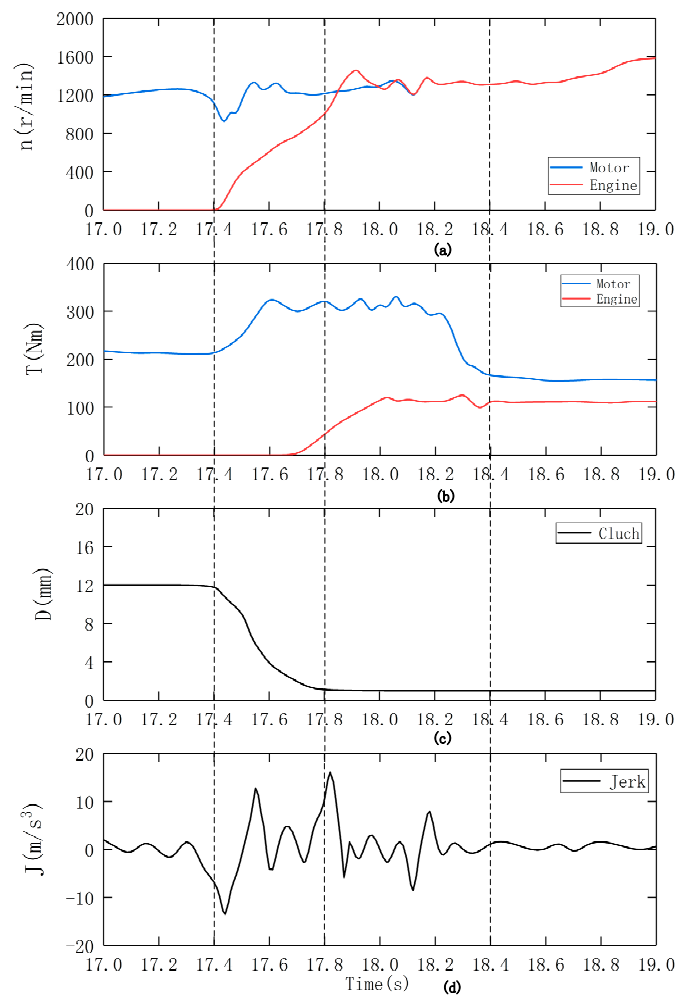 n(r/min)
2000
1600
1200
800
400
0
Motor
Engine
17.0 17.2 17.4 17.6 17.8 18.0 18.2 18.4 18.6 18.8 19.0
(a)
T(Nm)
400
300
200
100
0
Motor
Engine
17.0 17.2 17.4 17.6 17.8 18.0 18.2 18.4 18.6 18.8 19.0
(b)
D(mm)
20
16
12
8
4
0
Cluch
17.0 17.2 17.4 17.6 17.8 18.0 18.2 18.4 18.6 18.8 19.0
(c)
J(m/s³)
20
10
0
-10
-20
Jerk
17.0 17.2 17.4 17.6 17.8 18.0 18.2 18.4 18.6 18.8 19.0
Time(s)
(d)